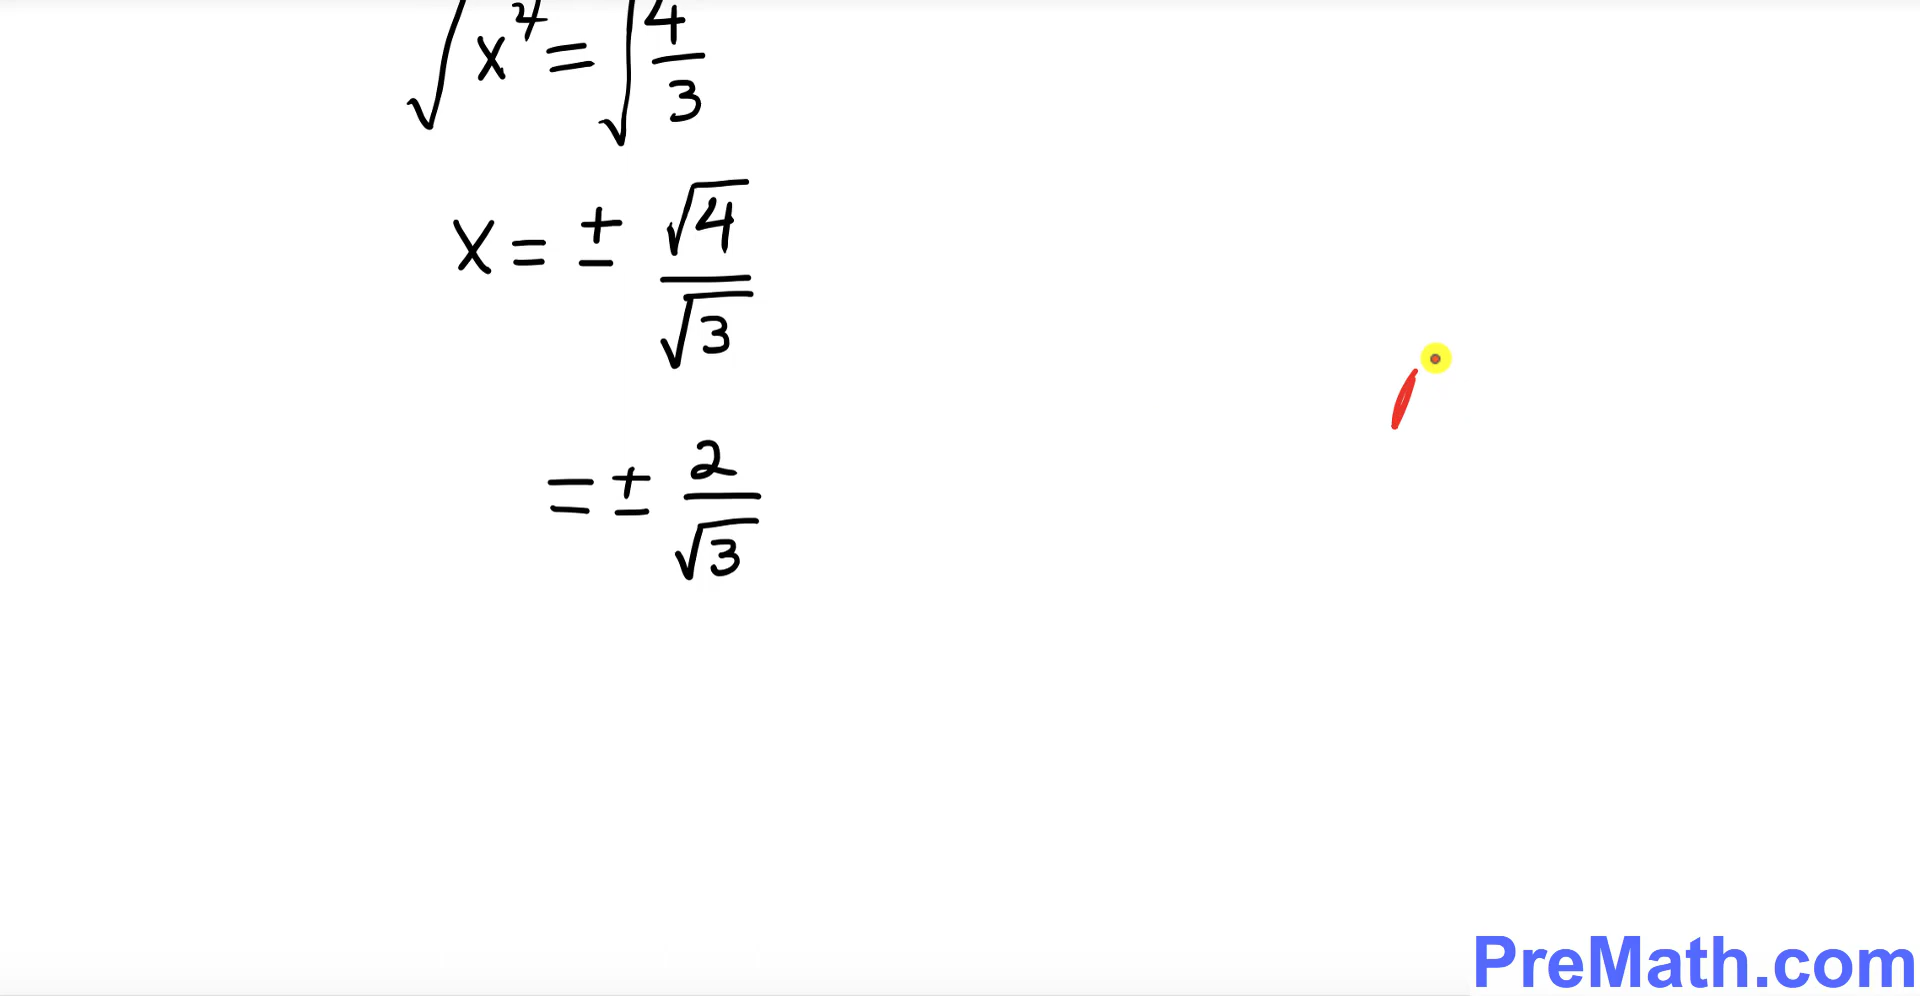 √x² = √4/3
x = ± √4/√3
= ± 2/√3
PreMath.com